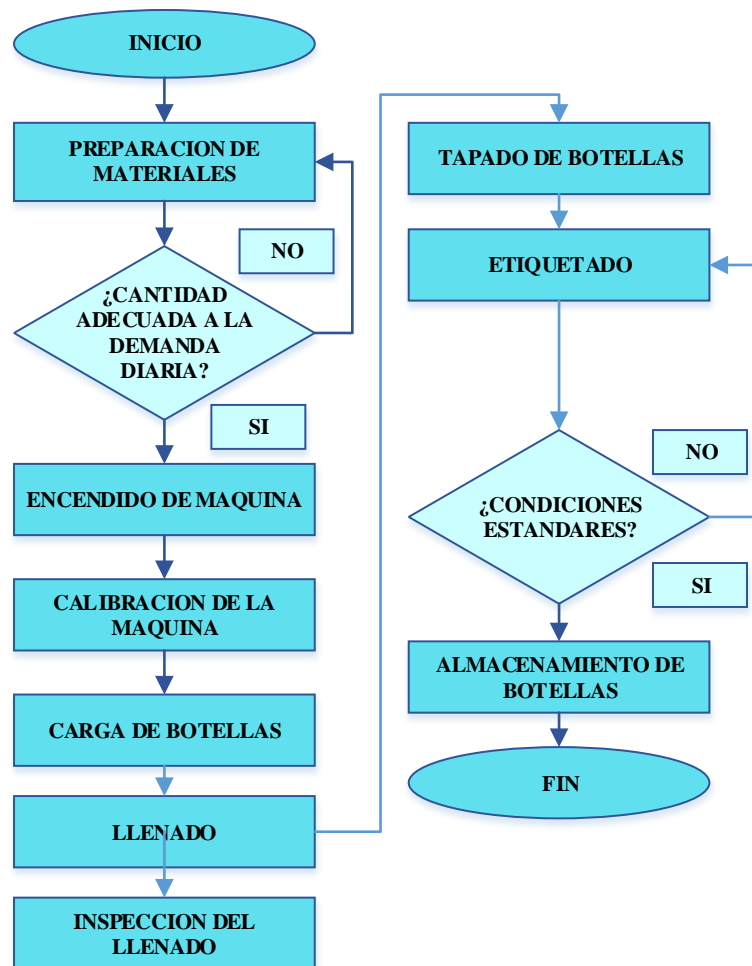 INICIO
PREPARACION DE
MATERIALES
NO
¿CANTIDAD
ADECUADA A LA
DEMANDA
DIARIA?
SI
ENCENDIDO DE MAQUINA
CALIBRACION DE LA
MAQUINA
CARGA DE BOTELLAS
LLENADO
INSPECCION DEL
LLENADO
TAPADO DE BOTELLAS
ETIQUETADO
NO
¿CONDICIONES
ESTANDARES?
SI
ALMACENAMIENTO DE
BOTELLAS
FIN